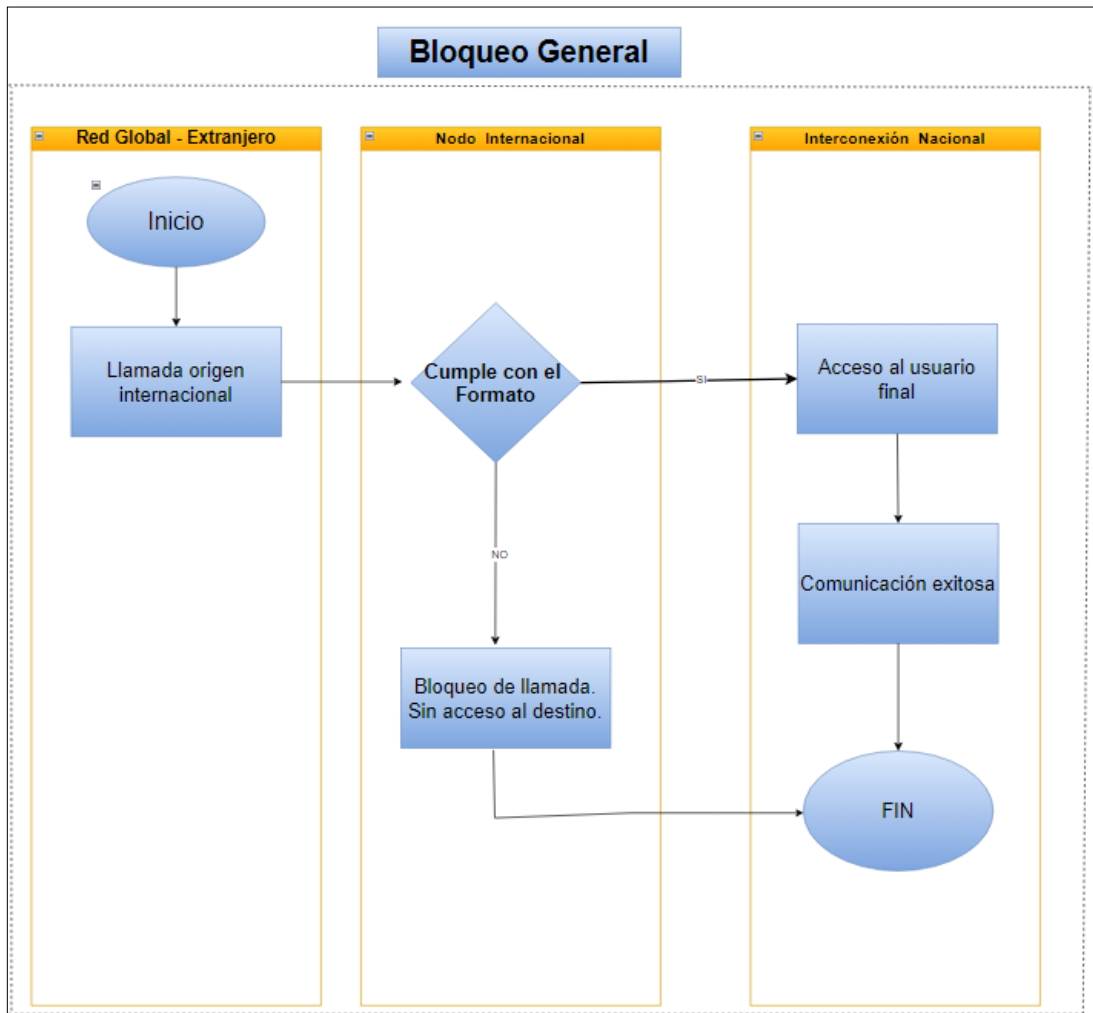 Bloqueo General
Red Global - Extranjero
Nodo Internacional
Interconexión Nacional
Inicio
Llamada origen
internacional
Cumple con el
Formato
SI
Acceso al usuario
final
NO
Comunicación exitosa
Bloqueo de llamada.
Sin acceso al destino.
FIN